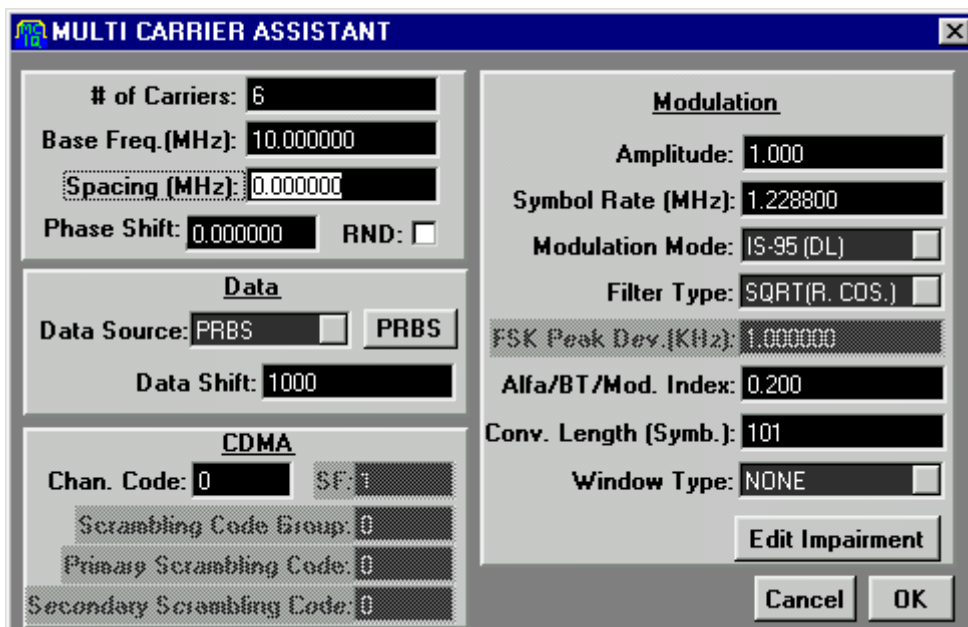 MC
IQ
MULTI CARRIER ASSISTANT
# of Carriers: 6
Base Freq.(MHz): 10.000000
Spacing (MHz): 0.000000
Phase Shift: 0.000000 RND:
Data
Data Source: PRBS PRBS
Data Shift: 1000
CDMA
Chan. Code: 0 SF: 1
Scrambling Code Group: 0
Primary Scrambling Code: 0
Secondary Scrambling Code: 0
Modulation
Amplitude: 1.000
Symbol Rate (MHz): 1.228800
Modulation Mode: IS-95 (DL)
Filter Type: SQRT(R. COS.)
FSK Peak Dev.(KHz): 1.000000
Alfa/BT/Mod. Index: 0.200
Conv. Length (Symb.): 101
Window Type: NONE
Edit Impairment
Cancel OK